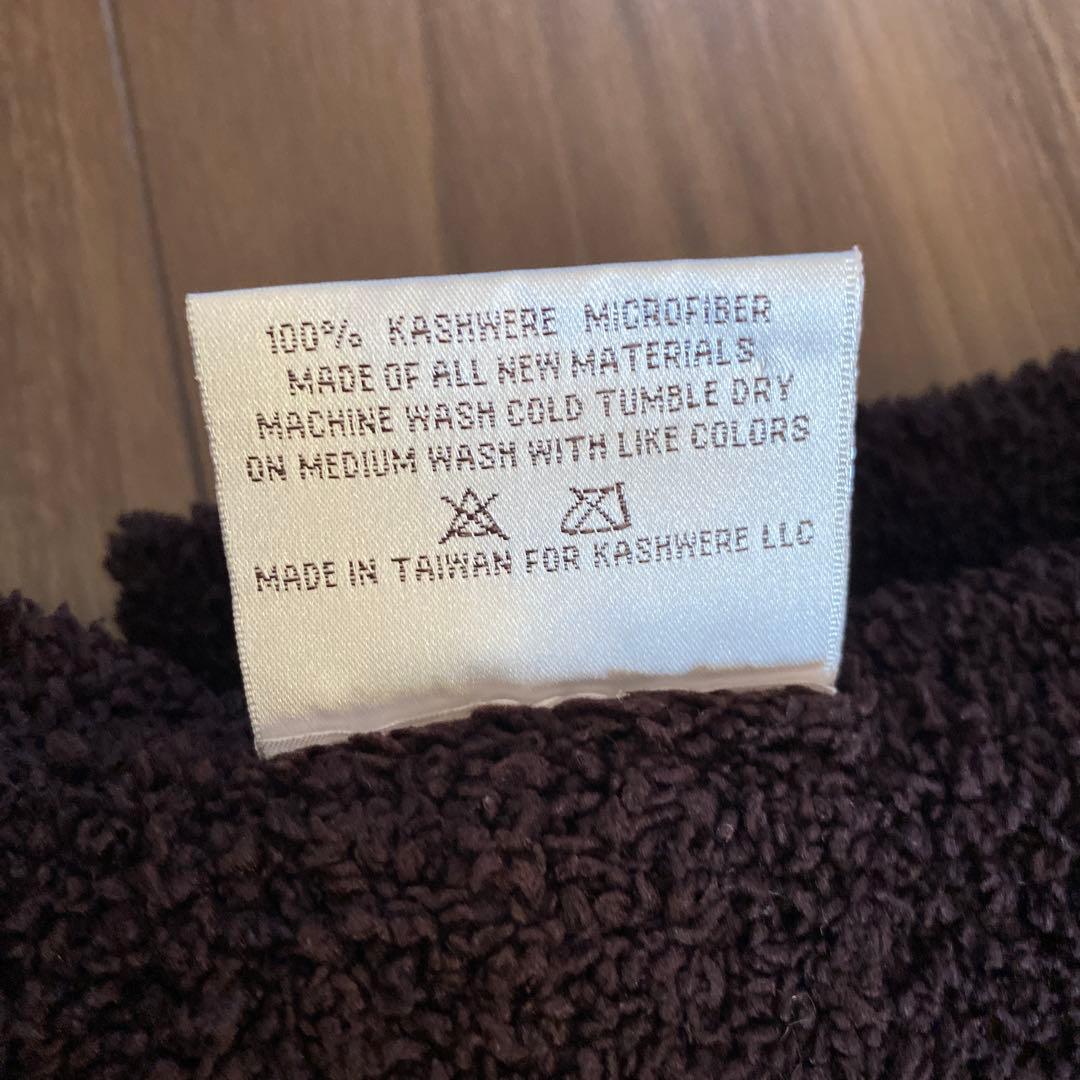 100% KASHWERE MICROFIBER
MADE OF ALL NEW MATERIALS
MACHINE WASH COLD TUMBLE DRY
ON MEDIUM WASH WITH LIKE COLORS
MADE IN TAIWAN FOR KASHWERE LLC